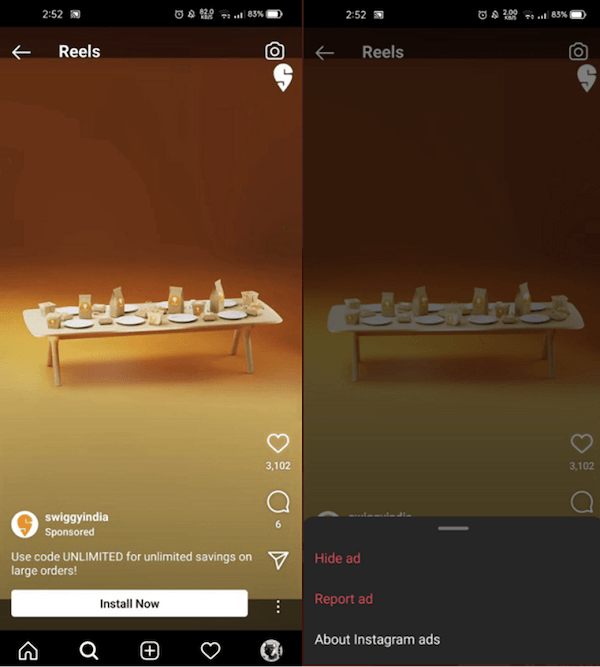 2:52 82.0 KB/S 83%
Reels
3,102
6
swiggyindia
Sponsored
Use code UNLIMITED for unlimited savings on
large orders!
Install Now
2:52 2.00 KB/S 83%
Reels
3,102
swiggyindia
Hide ad
Report ad
About Instagram ads